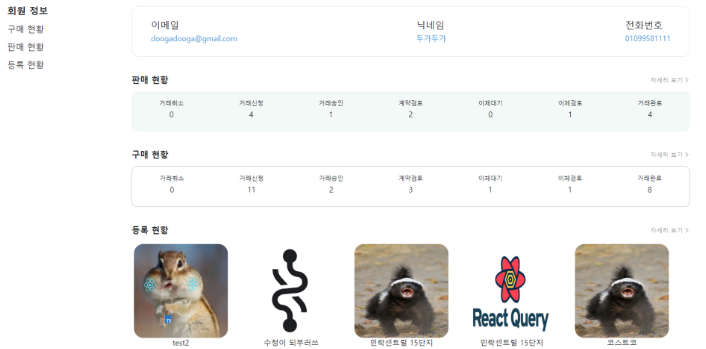 회원 정보
구매 현황
판매 현황
등록 현황
이메일 닉네임 전화번호
doogadooga@gmail.com 두가두가 01099581111
판매 현황 자세히 보기 >
거래취소 거래신청 거래승인 계약검토 이체대기 이체검토 거래완료
0 4 1 2 0 1 4
구매 현황 자세히 보기 >
거래취소 거래신청 거래승인 계약검토 이체대기 이체검토 거래완료
0 11 2 3 1 1 8
등록 현황 자세히 보기 >
TS
React Query
test2 수정이 되부러쓰 민락센트럴 15단지 민락센트럴 15단지 코스트코